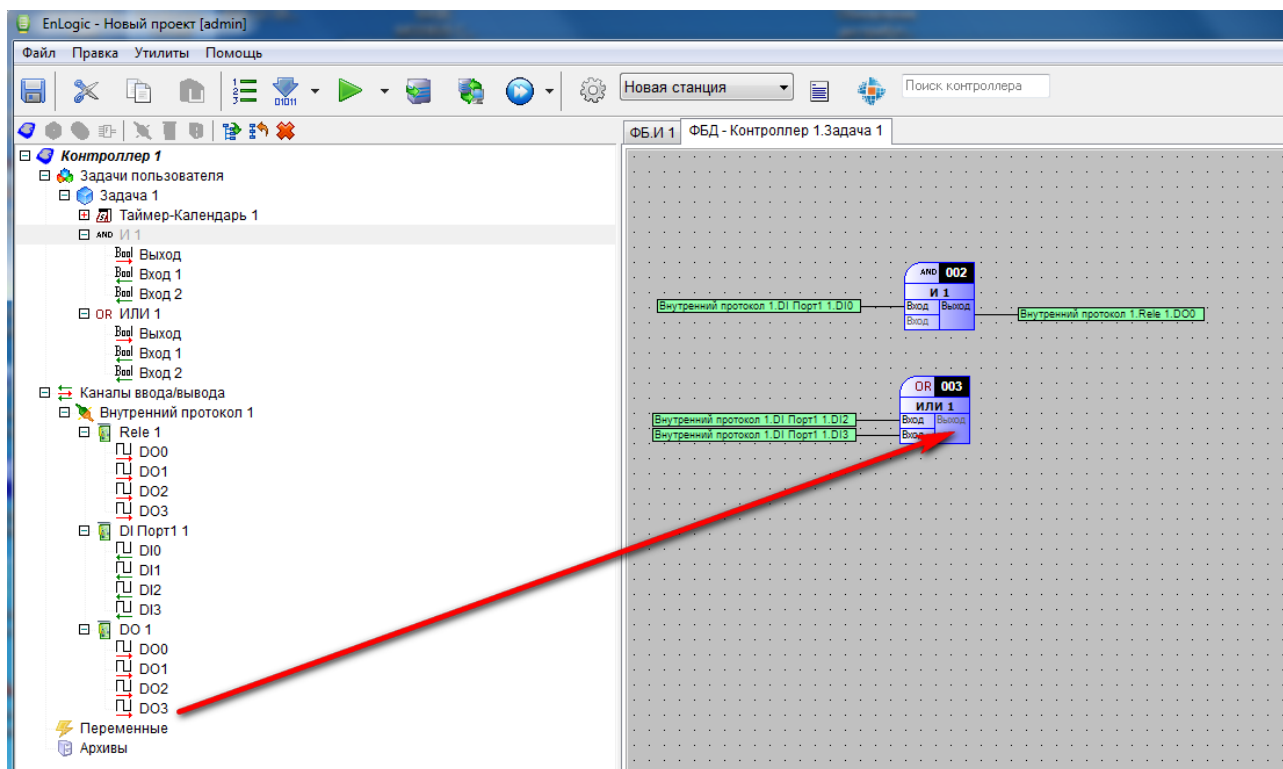 EnLogic - Новый проект [admin]
Файл Правка Утилиты Помощь
Новая станция
Поиск контроллера
ФБ.И 1
ФБД - Контроллер 1.Задача 1
Контроллер 1
Задачи пользователя
Задача 1
Таймер-Календарь 1
AND И 1
Bool Выход
Bool Вход 1
Bool Вход 2
OR ИЛИ 1
Bool Выход
Bool Вход 1
Bool Вход 2
Каналы ввода/вывода
Внутренний протокол 1
Rele 1
DO0
DO1
DO2
DO3
DI Порт1 1
DI0
DI1
DI2
DI3
DO 1
DO0
DO1
DO2
DO3
Переменные
Архивы
AND 002
И 1
Вход Выход
Вход
Внутренний протокол 1.DI Порт1 1.DI0
Внутренний протокол 1.Rele 1.DO0
OR 003
ИЛИ 1
Вход Выход
Вход
Внутренний протокол 1.DI Порт1 1.DI2
Внутренний протокол 1.DI Порт1 1.DI3